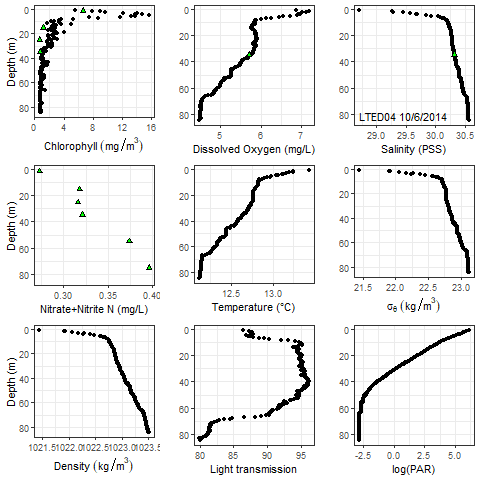 Depth (m)
0
20
40
60
80
0 4 8 12 16
Chlorophyll (mg/m³)
0
20
40
60
80
5 6 7
Dissolved Oxygen (mg/L)
0
20
40
60
80
LTED04 10/6/2014
29.0 29.5 30.0 30.5
Salinity (PSS)
Depth (m)
0
20
40
60
80
0.30 0.35 0.40
Nitrate+Nitrite N (mg/L)
0
20
40
60
80
12.5 13.0
Temperature (°C)
0
20
40
60
80
21.5 22.0 22.5 23.0
σθ (kg/m³)
Depth (m)
0
20
40
60
80
1021.5 1022.0 1022.5 1023.0 1023.5
Density (kg/m³)
0
20
40
60
80
80 85 90 95
Light transmission
0
20
40
60
80
-2.5 0.0 2.5 5.0
log(PAR)